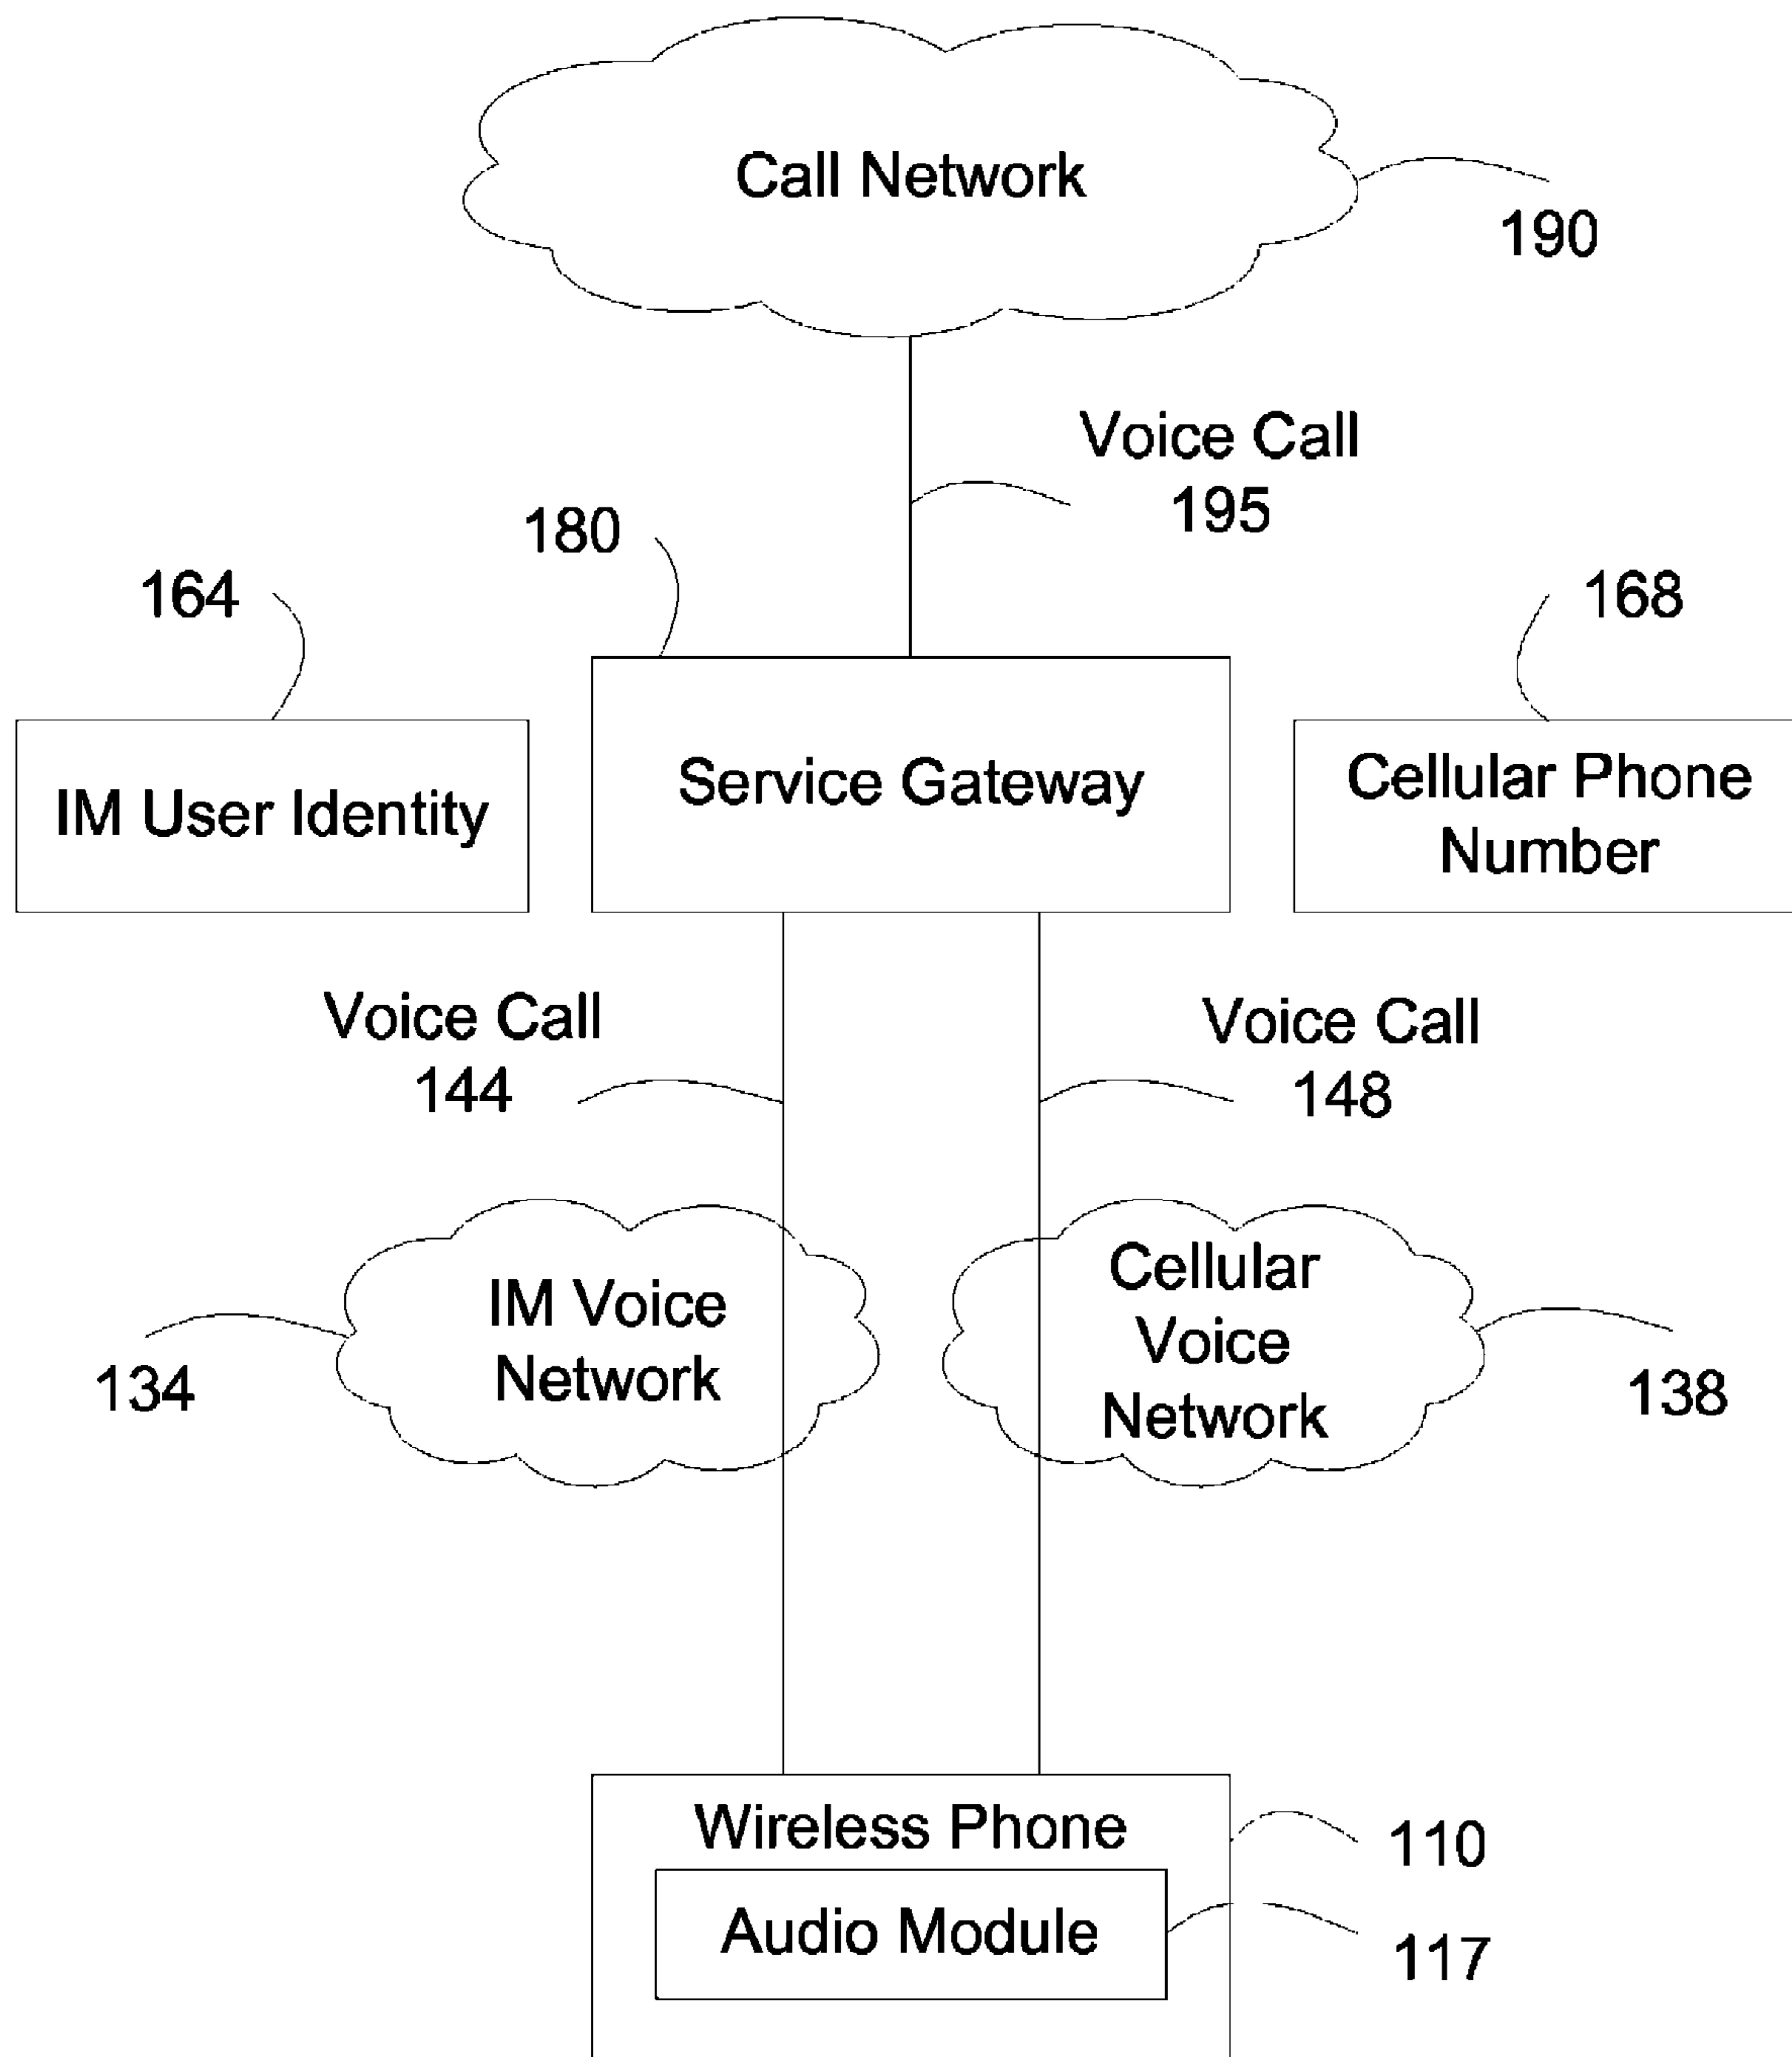 Call Network
190
Voice Call
195
180
164
168
IM User Identity
Service Gateway
Cellular Phone
Number
Voice Call
144
Voice Call
148
IM Voice
Network
Cellular
Voice
Network
134
138
Wireless Phone
110
Audio Module
117